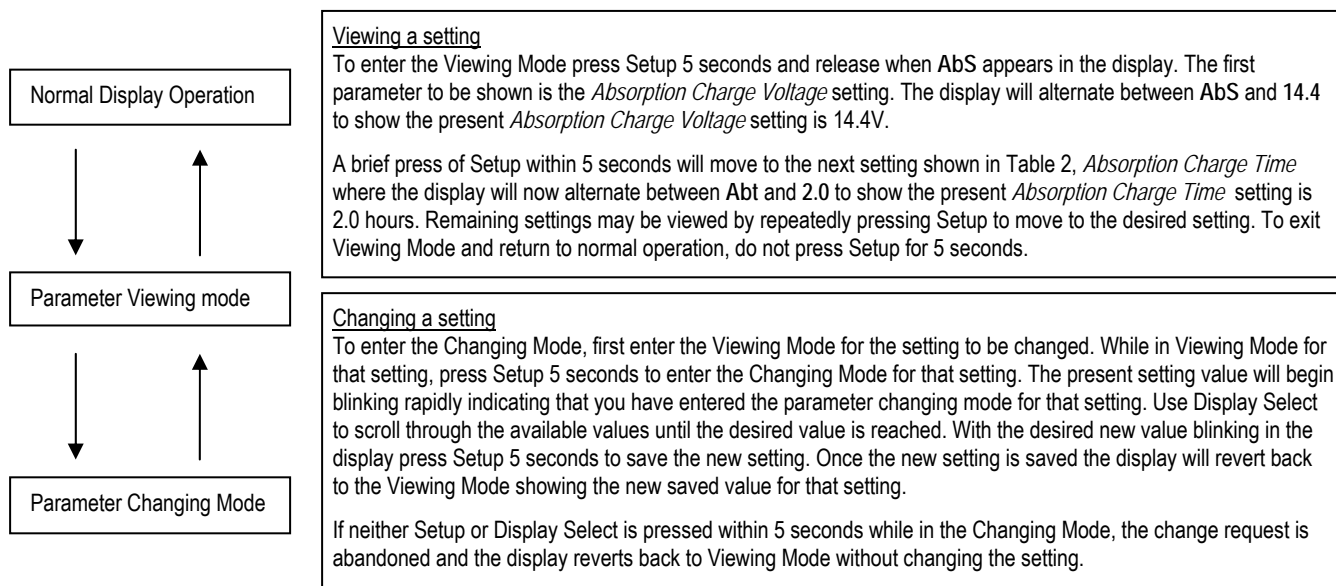 Normal Display Operation
Parameter Viewing mode
Parameter Changing Mode
Viewing a setting
To enter the Viewing Mode press Setup 5 seconds and release when AbS appears in the display. The first
parameter to be shown is the Absorption Charge Voltage setting. The display will alternate between AbS and 14.4
to show the present Absorption Charge Voltage setting is 14.4V.
A brief press of Setup within 5 seconds will move to the next setting shown in Table 2, Absorption Charge Time
where the display will now alternate between Abt and 2.0 to show the present Absorption Charge Time setting is
2.0 hours. Remaining settings may be viewed by repeatedly pressing Setup to move to the desired setting. To exit
Viewing Mode and return to normal operation, do not press Setup for 5 seconds.
Changing a setting
To enter the Changing Mode, first enter the Viewing Mode for the setting to be changed. While in Viewing Mode for
that setting, press Setup 5 seconds to enter the Changing Mode for that setting. The present setting value will begin
blinking rapidly indicating that you have entered the parameter changing mode for that setting. Use Display Select
to scroll through the available values until the desired value is reached. With the desired new value blinking in the
display press Setup 5 seconds to save the new setting. Once the new setting is saved the display will revert back
to the Viewing Mode showing the new saved value for that setting.
If neither Setup or Display Select is pressed within 5 seconds while in the Changing Mode, the change request is
abandoned and the display reverts back to Viewing Mode without changing the setting.